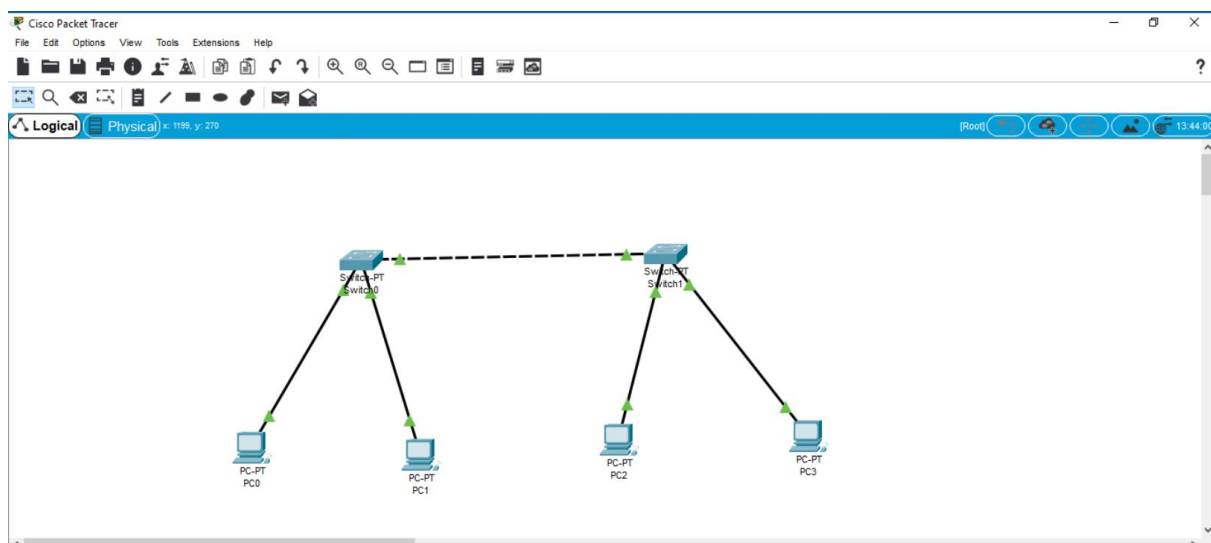 Cisco Packet Tracer
File Edit Options View Tools Extensions Help
?
Logical Physical x: 1199, y: 270 [Root] 13:44:00
Switch-PT
Switch0
Switch-PT
Switch1
PC-PT
PC0
PC-PT
PC1
PC-PT
PC2
PC-PT
PC3